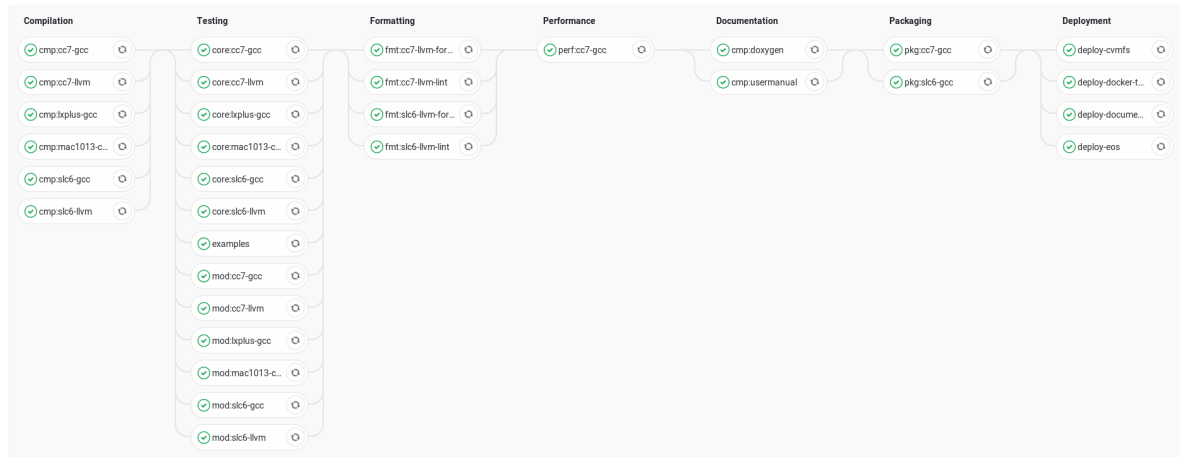 Compilation
cmp:cc7-gcc
cmp:cc7-llvm
cmp:lxplus-gcc
cmp:mac1013-c...
cmp:slc6-gcc
cmp:slc6-llvm
Testing
core:cc7-gcc
core:cc7-llvm
core:lxplus-gcc
core:mac1013-c...
core:slc6-gcc
core:slc6-llvm
examples
mod:cc7-gcc
mod:cc7-llvm
mod:lxplus-gcc
mod:mac1013-c...
mod:slc6-gcc
mod:slc6-llvm
Formatting
fmt:cc7-llvm-for...
fmt:cc7-llvm-lint
fmt:slc6-llvm-for...
fmt:slc6-llvm-lint
Performance
perf:cc7-gcc
Documentation
cmp:doxygen
cmp:usermanual
Packaging
pkg:cc7-gcc
pkg:slc6-gcc
Deployment
deploy-cvmfs
deploy-docker-t...
deploy-docume...
deploy-eos